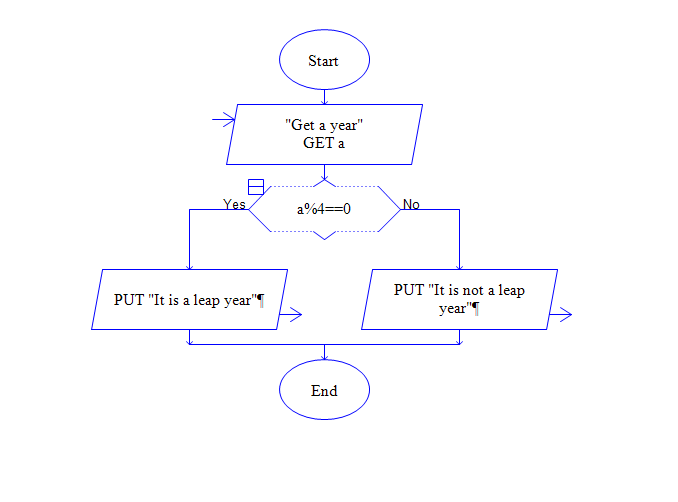 Start
"Get a year"
GET a
Yes
a%4==0
No
PUT "It is a leap year"¶
PUT "It is not a leap
year"¶
End